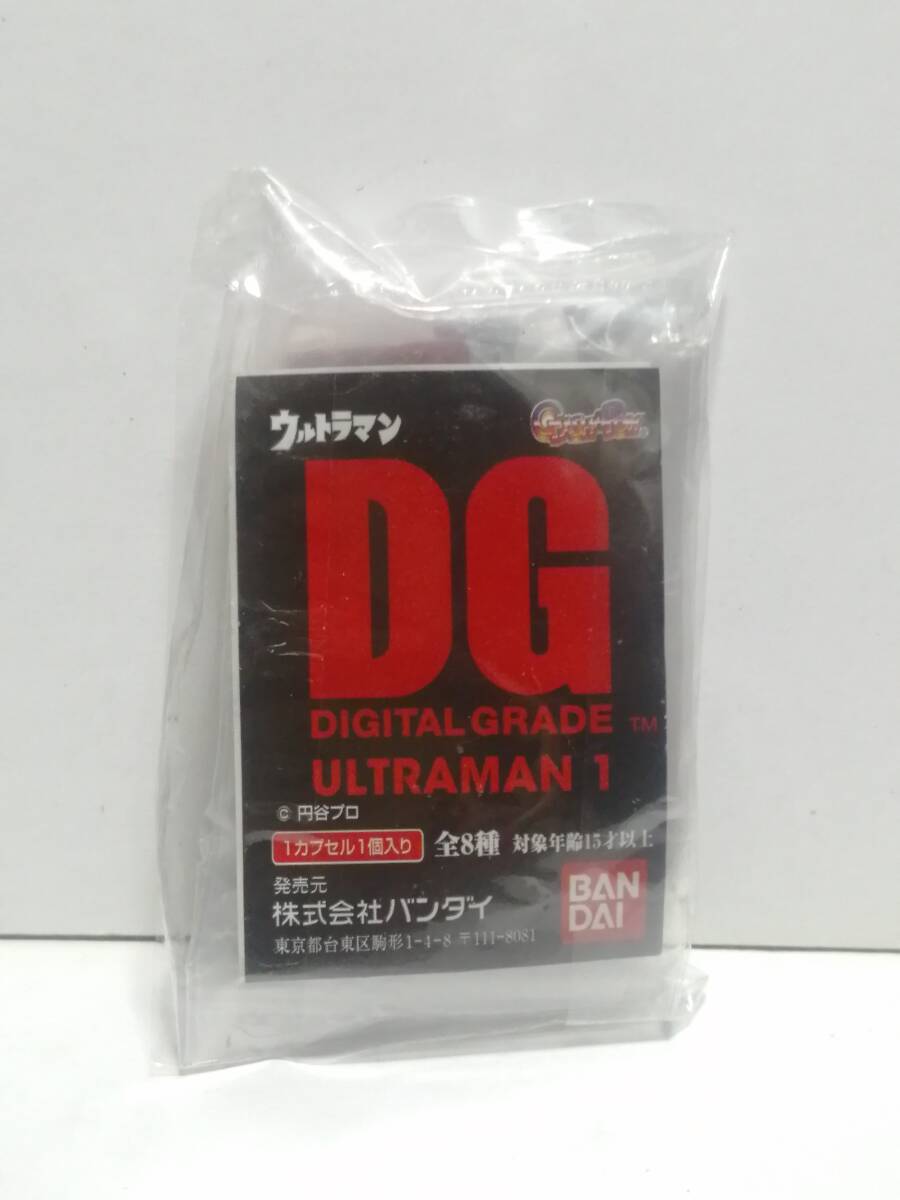 ウルトラマン
GASHAPON
DG
DIGITAL GRADE TM
ULTRAMAN 1
© 円谷プロ
1カプセル1個入り 全8種 対象年齢15才以上
発売元
株式会社バンダイ
東京都台東区駒形1-4-8 〒111-8081
BAN
DAI